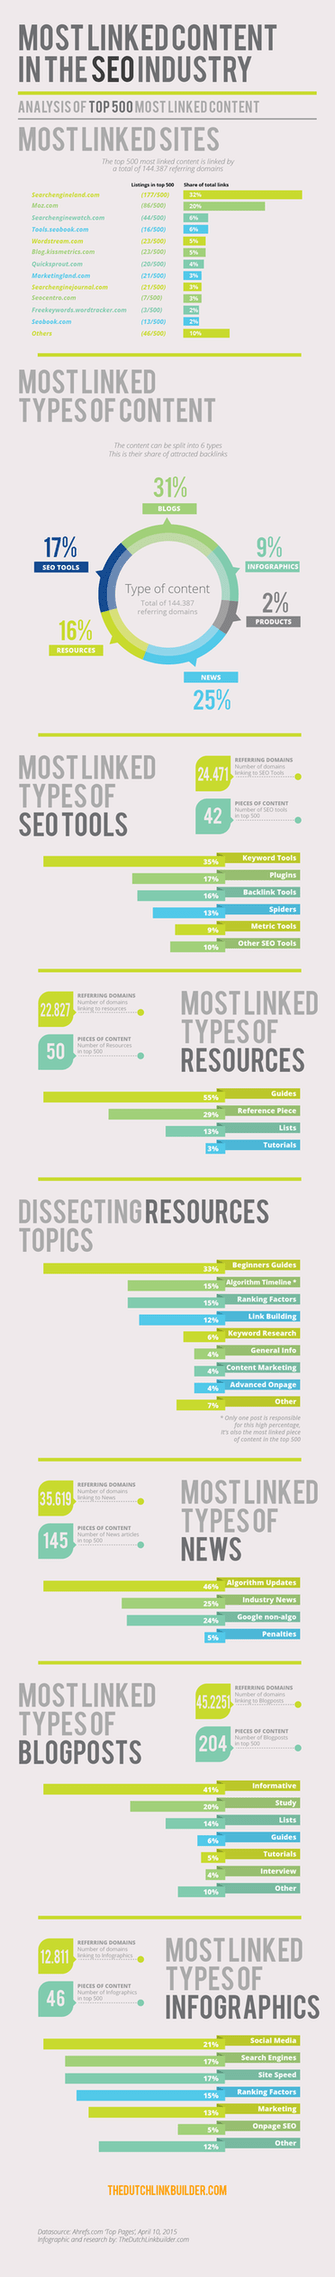 MOST LINKED CONTENT
IN THE SEO INDUSTRY
ANALYSIS OF TOP 500 MOST LINKED CONTENT
MOST LINKED SITES
The top 500 most linked content is linked by
a total of 144.387 referring domains
Listings in top 500 Share of total links
Searchengineland.com (177/500) 32%
Moz.com (86/500) 20%
Searchenginewatch.com (44/500) 6%
Tools.seobook.com (16/500) 6%
Wordstream.com (23/500) 5%
Blog.kissmetrics.com (23/500) 5%
Quicksprout.com (20/500) 4%
Marketingland.com (21/500) 3%
Searchenginejournal.com (21/500) 3%
Seocentro.com (7/500) 3%
Freekeywords.wordtracker.com (3/500) 2%
Seobook.com (13/500) 2%
Others (46/500) 10%
MOST LINKED
TYPES OF CONTENT
The content can be split into 6 types
This is their share of attracted backlinks
31%
BLOGS
17%
SEO TOOLS
9%
INFOGRAPHICS
Type of content
Total of 144.387
referring domains
2%
PRODUCTS
16%
RESOURCES
NEWS
25%
MOST LINKED
TYPES OF
SEO TOOLS
24.471
REFERRING DOMAINS
Number of domains
linking to SEO Tools
42
PIECES OF CONTENT
Number of SEO tools
in top 500
35% Keyword Tools
17% Plugins
16% Backlink Tools
13% Spiders
9% Metric Tools
10% Other SEO Tools
22.827
REFERRING DOMAINS
Number of domains
linking to resources
50
PIECES OF CONTENT
Number of Resources
in top 500
MOST LINKED
TYPES OF
RESOURCES
55% Guides
29% Reference Piece
13% Lists
3% Tutorials
DISSECTING RESOURCES
TOPICS
33% Beginners Guides
15% Algorithm Timeline *
15% Ranking Factors
12% Link Building
6% Keyword Research
4% General Info
4% Content Marketing
4% Advanced Onpage
7% Other
* Only one post is responsible
for this high percentage,
it's also the most linked piece
of content in the top 500
35.619
REFERRING DOMAINS
Number of domains
linking to News
145
PIECES OF CONTENT
Number of News articles
in top 500
MOST LINKED
TYPES OF
NEWS
46% Algorithm Updates
25% Industry News
24% Google non-algo
5% Penalties
MOST LINKED
TYPES OF
BLOGPOSTS
45.2251
REFERRING DOMAINS
Number of domains
linking to Blogposts
204
PIECES OF CONTENT
Number of Blogposts
in top 500
41% Informative
20% Study
14% Lists
6% Guides
5% Tutorials
4% Interview
10% Other
12.811
REFERRING DOMAINS
Number of domains
linking to Infographics
46
PIECES OF CONTENT
Number of Infographics
in top 500
MOST LINKED
TYPES OF
INFOGRAPHICS
21% Social Media
17% Search Engines
17% Site Speed
15% Ranking Factors
13% Marketing
5% Onpage SEO
12% Other
THEDUTCHLINKBUILDER.COM
Datasource: Ahrefs.com 'Top Pages', April 10, 2015
Infographic and research by: TheDutchLinkbuilder.com